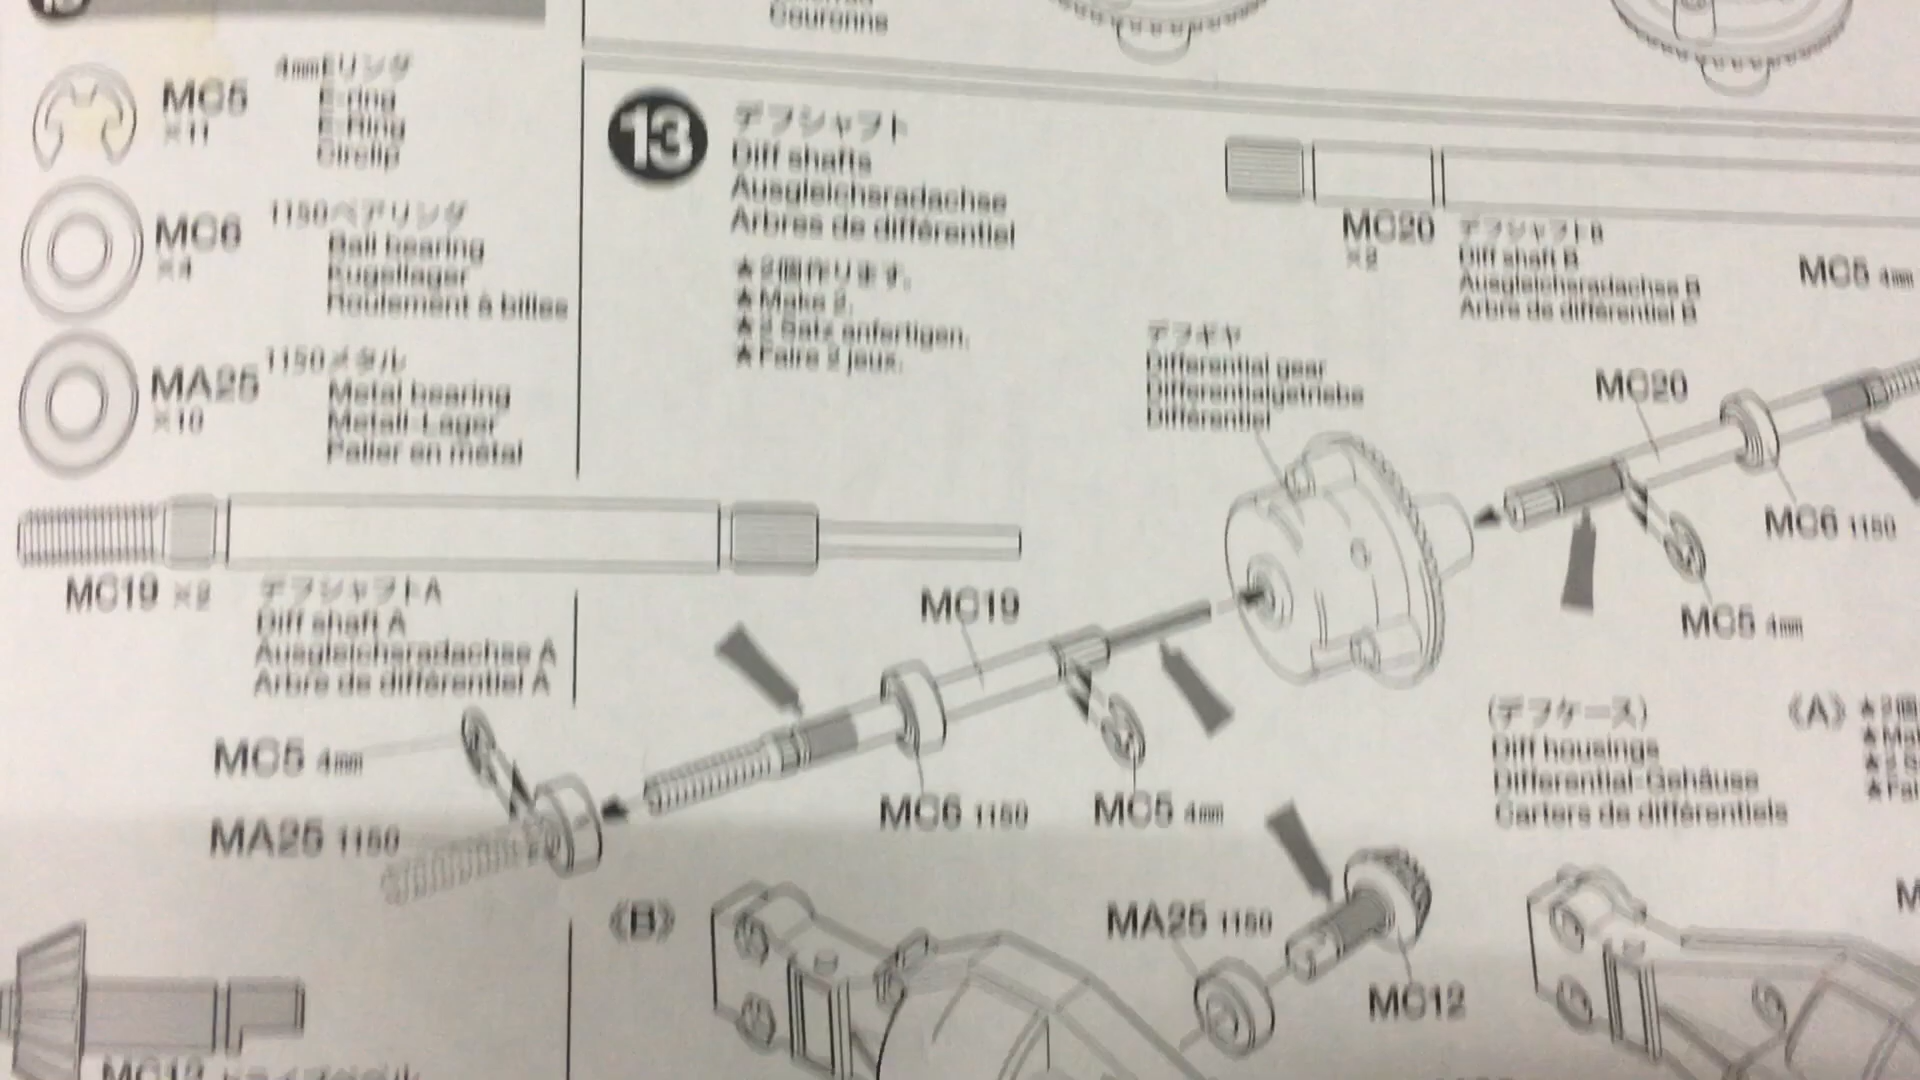 Couronne
MC5
×11
4mmEリング
E-ring
E-Ring
Circlip
MC6
×4
1150ベアリング
Ball bearing
Kugellager
Roulement à billes
MA25
×10
1150メタル
Metal bearing
Metall-Lager
Palier en métal
MC19 ×2
デフシャフトA
Diff shaft A
Ausgleichsradachse A
Arbre de différentiel A
13
デフシャフト
Diff shafts
Ausgleichsradachse
Arbres de différentiel
★2個作ります。
★Make 2.
★2 Satz anfertigen.
★Faire 2 jeux.
MC20
×2
デフシャフトB
Diff shaft B
Ausgleichsradachse B
Arbre de différentiel B
MC5 4mm
デフギヤ
Differential gear
Differentialgetriebe
Différentiel
MC20
MC6 1150
MC5 4mm
MC19
MC5 4mm
MA25 1150
MC6 1150
MC5 4mm
(デフケース)
Diff housings
Differential-Gehäuse
Carters de différentiels
《A》
《B》
MA25 1150
MC12
MC12